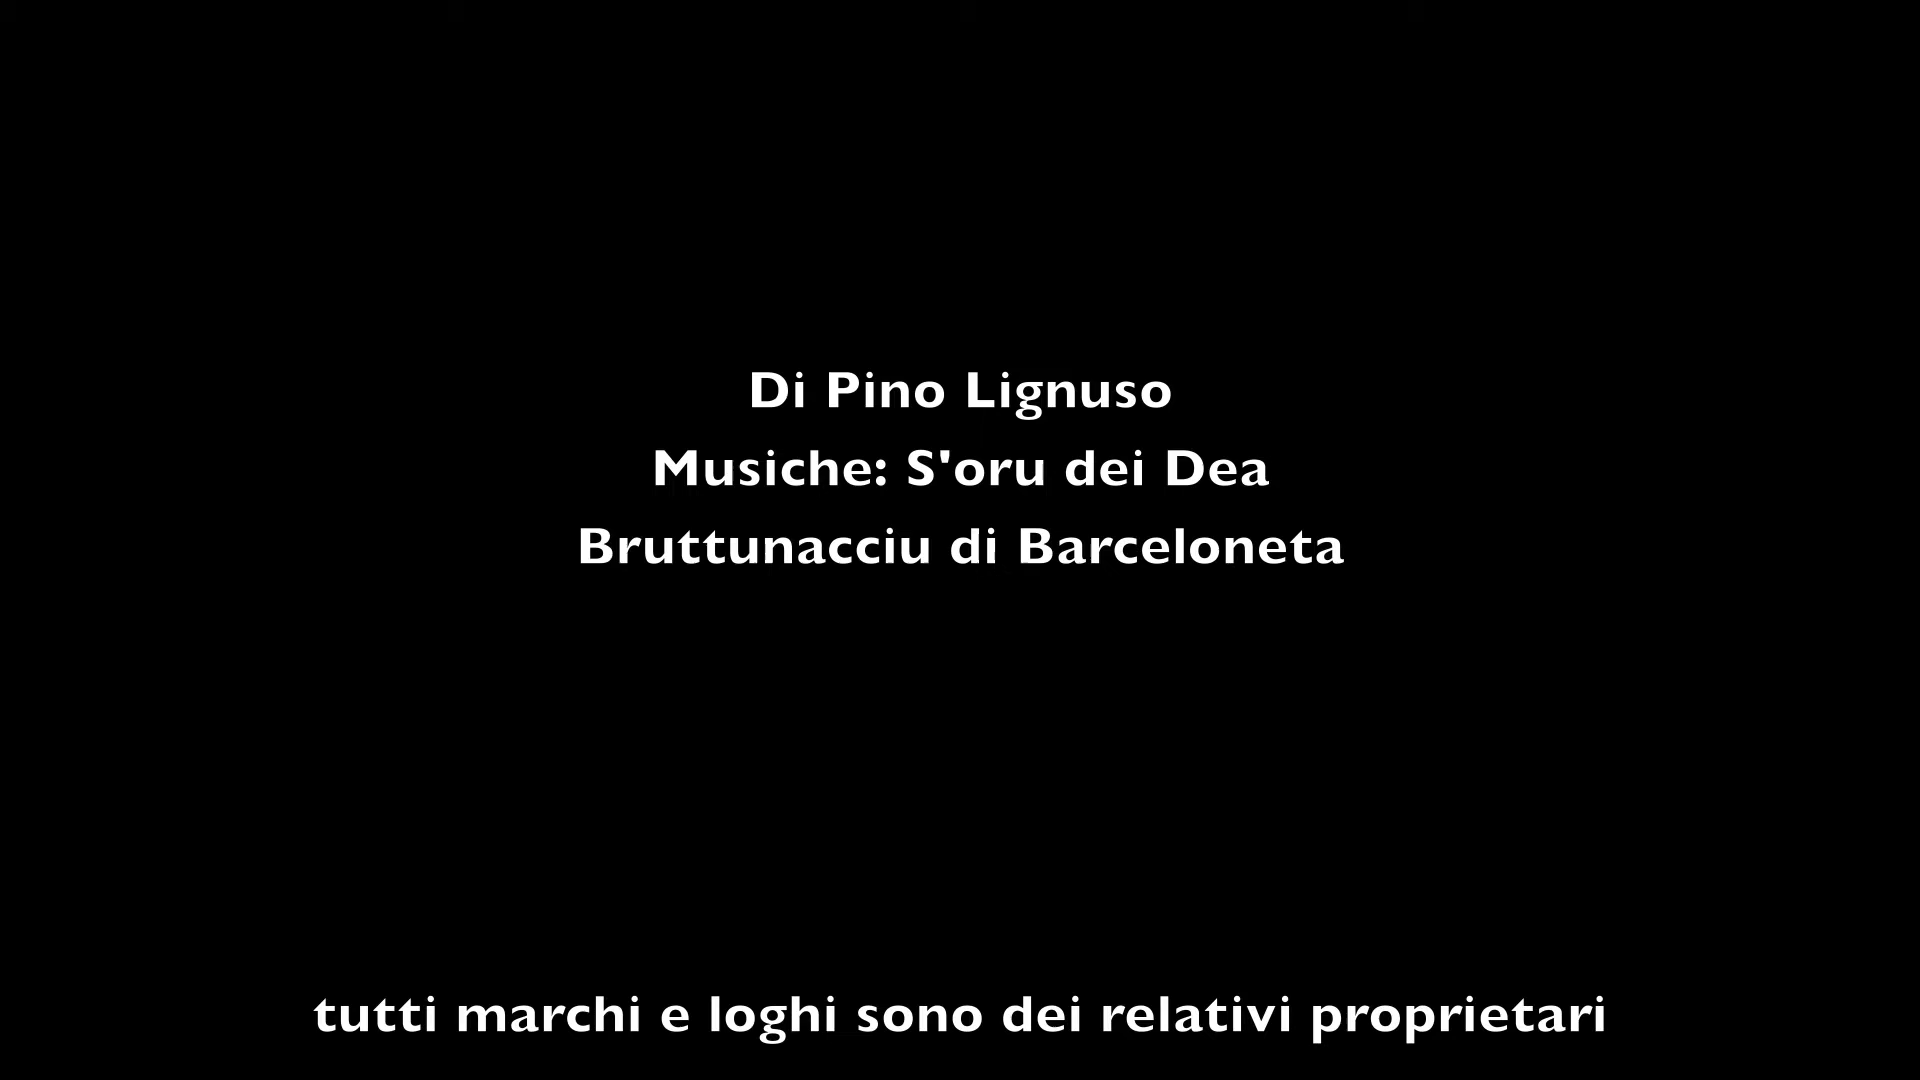 Di Pino Lignuso
Musiche: S'oru dei Dea
Bruttunacciu di Barceloneta
tutti marchi e loghi sono dei relativi proprietari